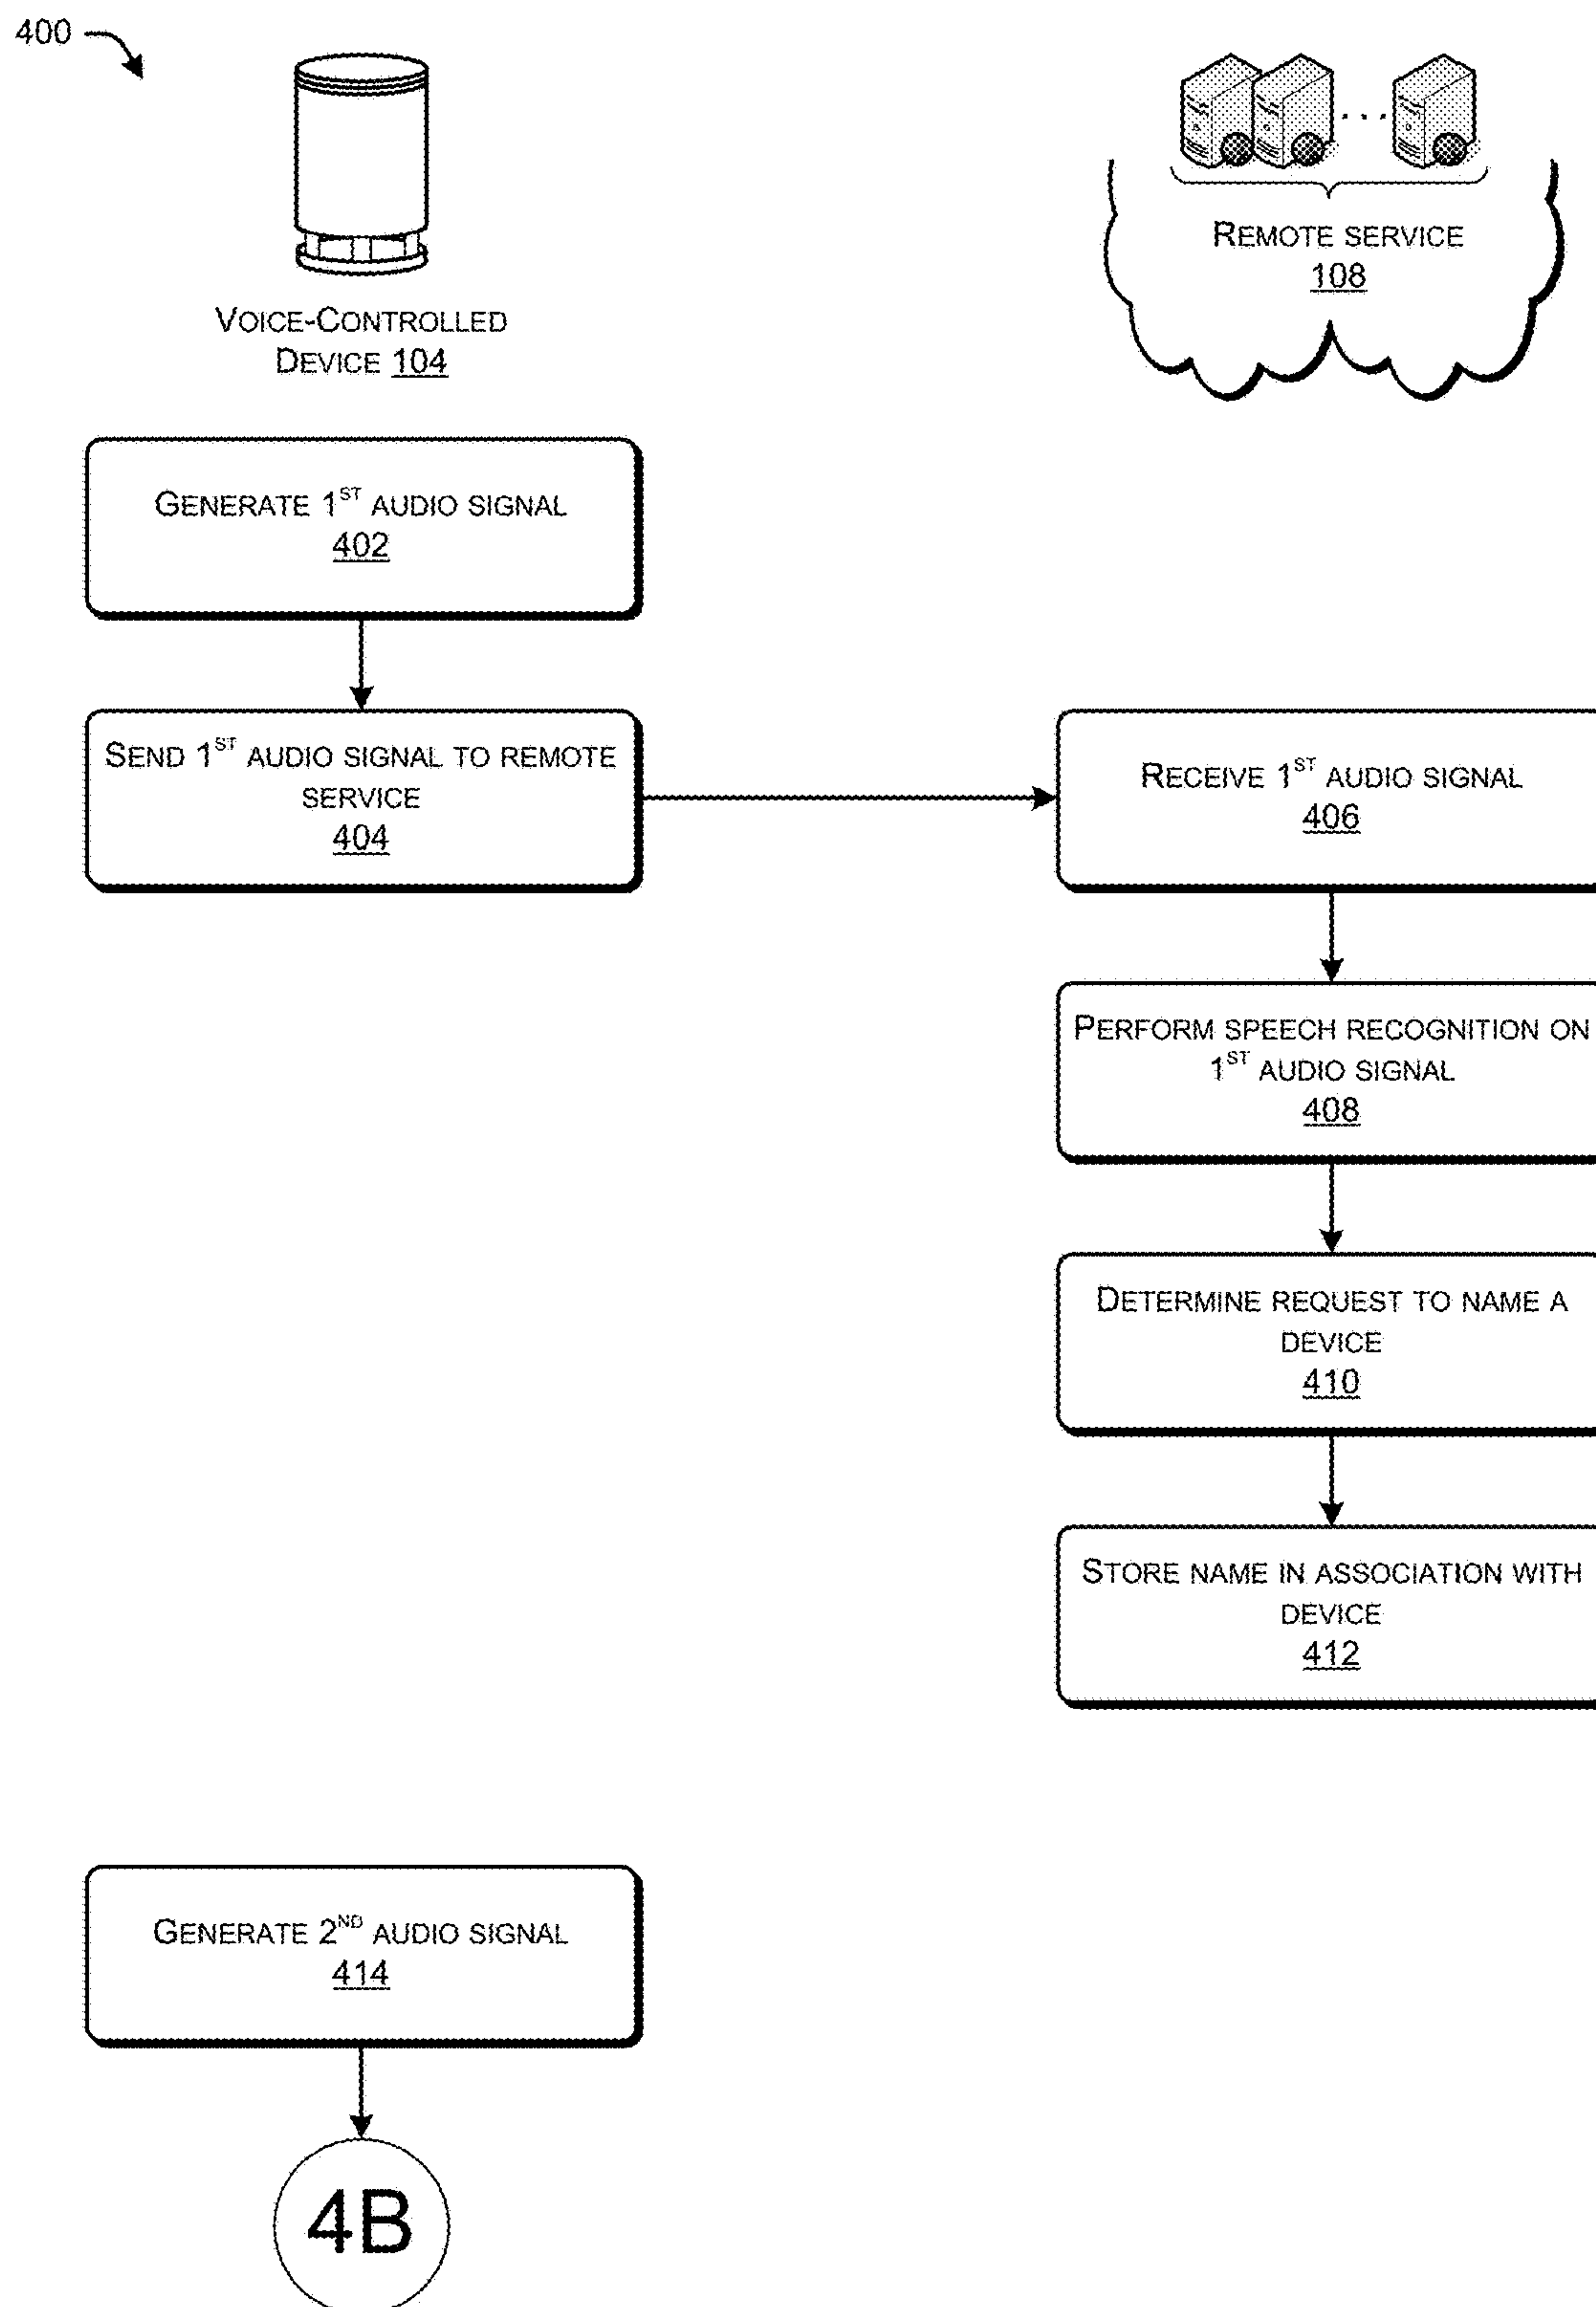 400
REMOTE SERVICE
108
VOICE-CONTROLLED
DEVICE 104
GENERATE 1ST AUDIO SIGNAL
402
SEND 1ST AUDIO SIGNAL TO REMOTE
SERVICE
404
RECEIVE 1ST AUDIO SIGNAL
406
PERFORM SPEECH RECOGNITION ON
1ST AUDIO SIGNAL
408
DETERMINE REQUEST TO NAME A
DEVICE
410
STORE NAME IN ASSOCIATION WITH
DEVICE
412
GENERATE 2ND AUDIO SIGNAL
414
4B